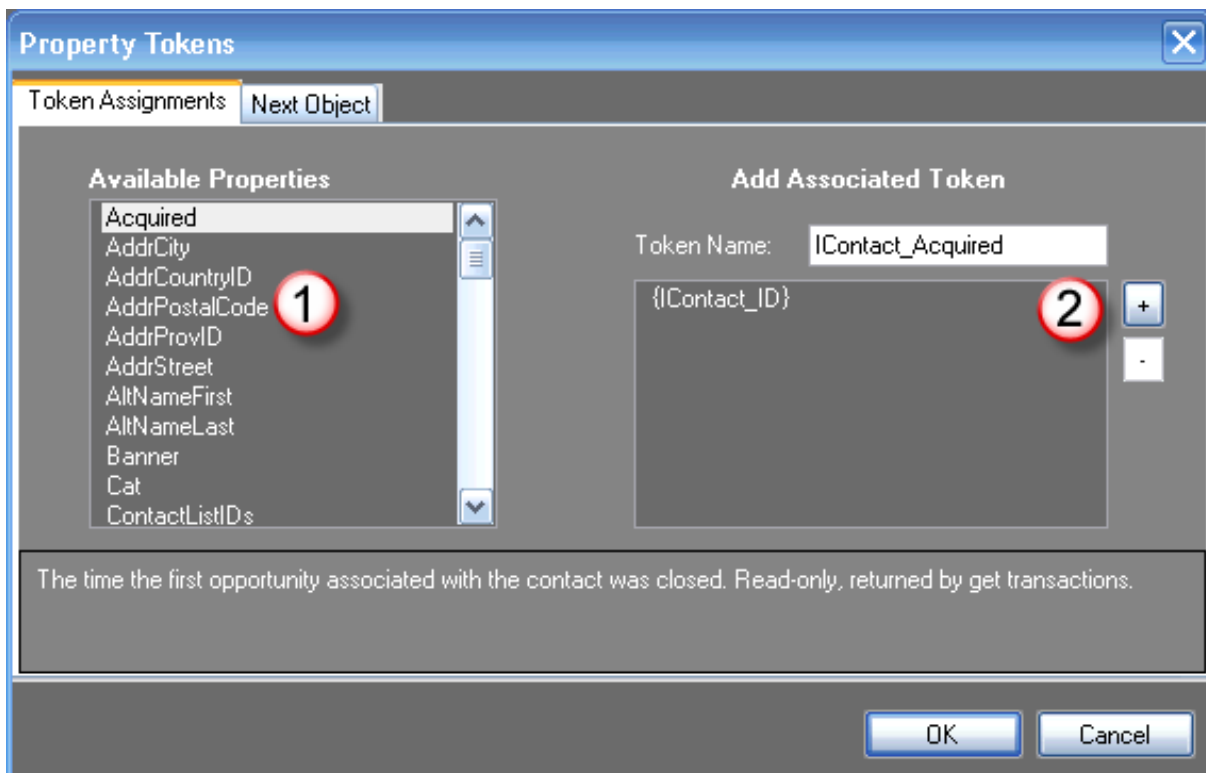 Property Tokens
Token Assignments
Next Object
Available Properties
Acquired
AddrCity
AddrCountryID
AddrPostalCode
AddrProvID
AddrStreet
AltNameFirst
AltNameLast
Banner
Cat
ContactListIDs
1
Add Associated Token
Token Name: IContact_Acquired
{IContact_ID}
2
+
-
The time the first opportunity associated with the contact was closed. Read-only, returned by get transactions.
OK
Cancel